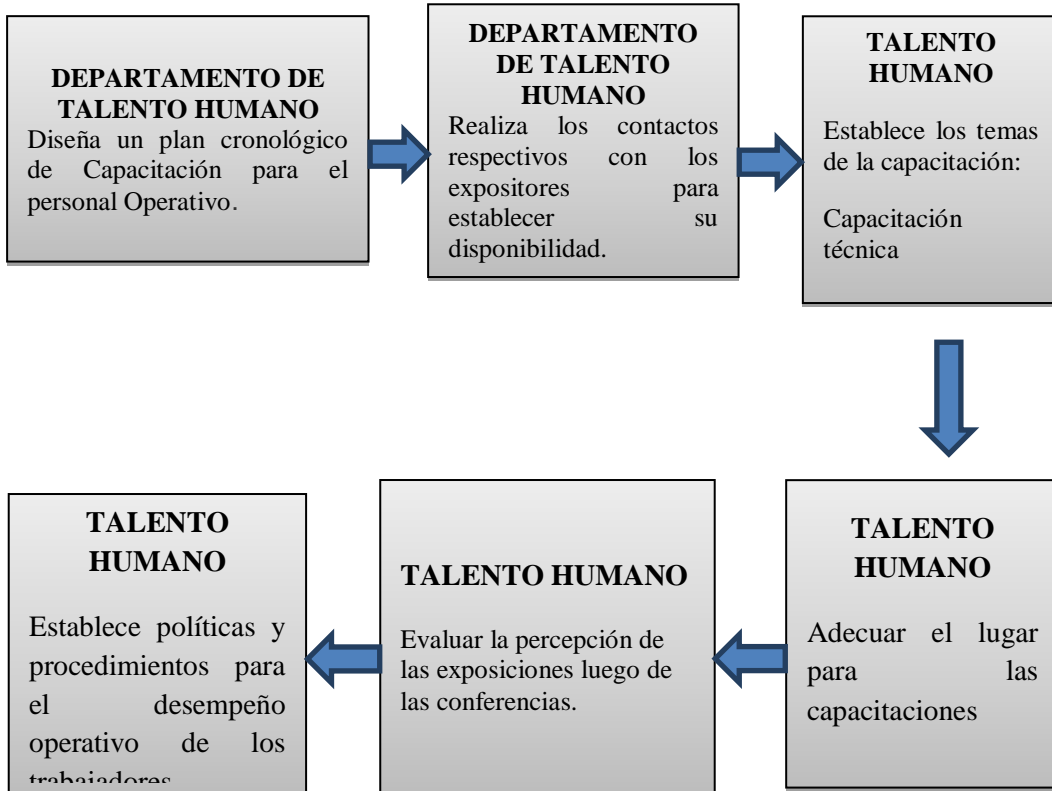 DEPARTAMENTO DE
TALENTO HUMANO
Diseña un plan cronológico
de Capacitación para el
personal Operativo.
DEPARTAMENTO
DE TALENTO
HUMANO
Realiza los contactos
respectivos con los
expositores para
establecer su
disponibilidad.
TALENTO
HUMANO
Establece los temas
de la capacitación:
Capacitación
técnica
TALENTO
HUMANO
Adecuar el lugar
para las
capacitaciones
TALENTO HUMANO
Evaluar la percepción de
las exposiciones luego de
las conferencias.
TALENTO
HUMANO
Establece políticas y
procedimientos para
el desempeño
operativo de los
trabajadores